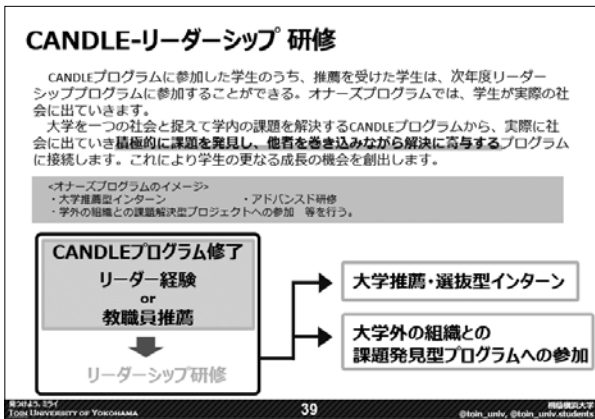 CANDLE-リーダーシップ 研修
CANDLEプログラムに参加した学生のうち、推薦を受けた学生は、次年度リーダー
シッププログラムに参加することができる。オナーズプログラムでは、学生が実際の社
会に出ていきます。
大学を一つの社会と捉えて学内の課題を解決するCANDLEプログラムから、実際に社
会に出ていき積極的に課題を発見し、他者を巻き込みながら解決に寄与するプログラム
に接続します。これにより学生の更なる成長の機会を創出します。
<オナーズプログラムのイメージ>
・大学推薦型インターン ・アドバンスド研修
・学外の組織との課題解決型プロジェクトへの参加 等を行う。
CANDLEプログラム修了
リーダー経験
or
教職員推薦
リーダーシップ研修
大学推薦・選抜型インターン
大学外の組織との
課題発見型プログラムへの参加
見つけよう、ミライ
TOIN UNIVERSITY OF YOKOHAMA
39
桐蔭横浜大学
@toin_univ, @toin_univ.students